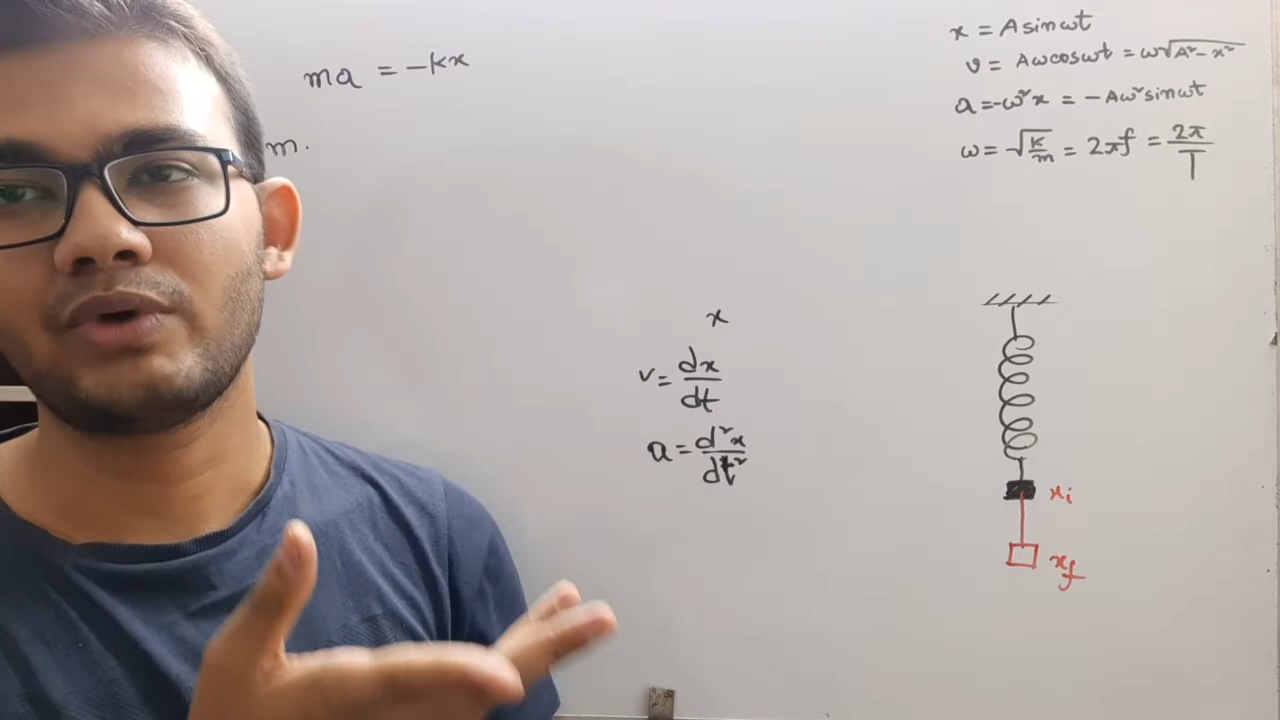 ma = -kx
m.
x = A sin ωt
v = Aω cos ωt = ω√(A² - x²)
a = -ω²x = -Aω² sin ωt
ω = √(k/m) = 2πf = 2π/T
x
v = dx/dt
a = d²x/dt²
xi
xf